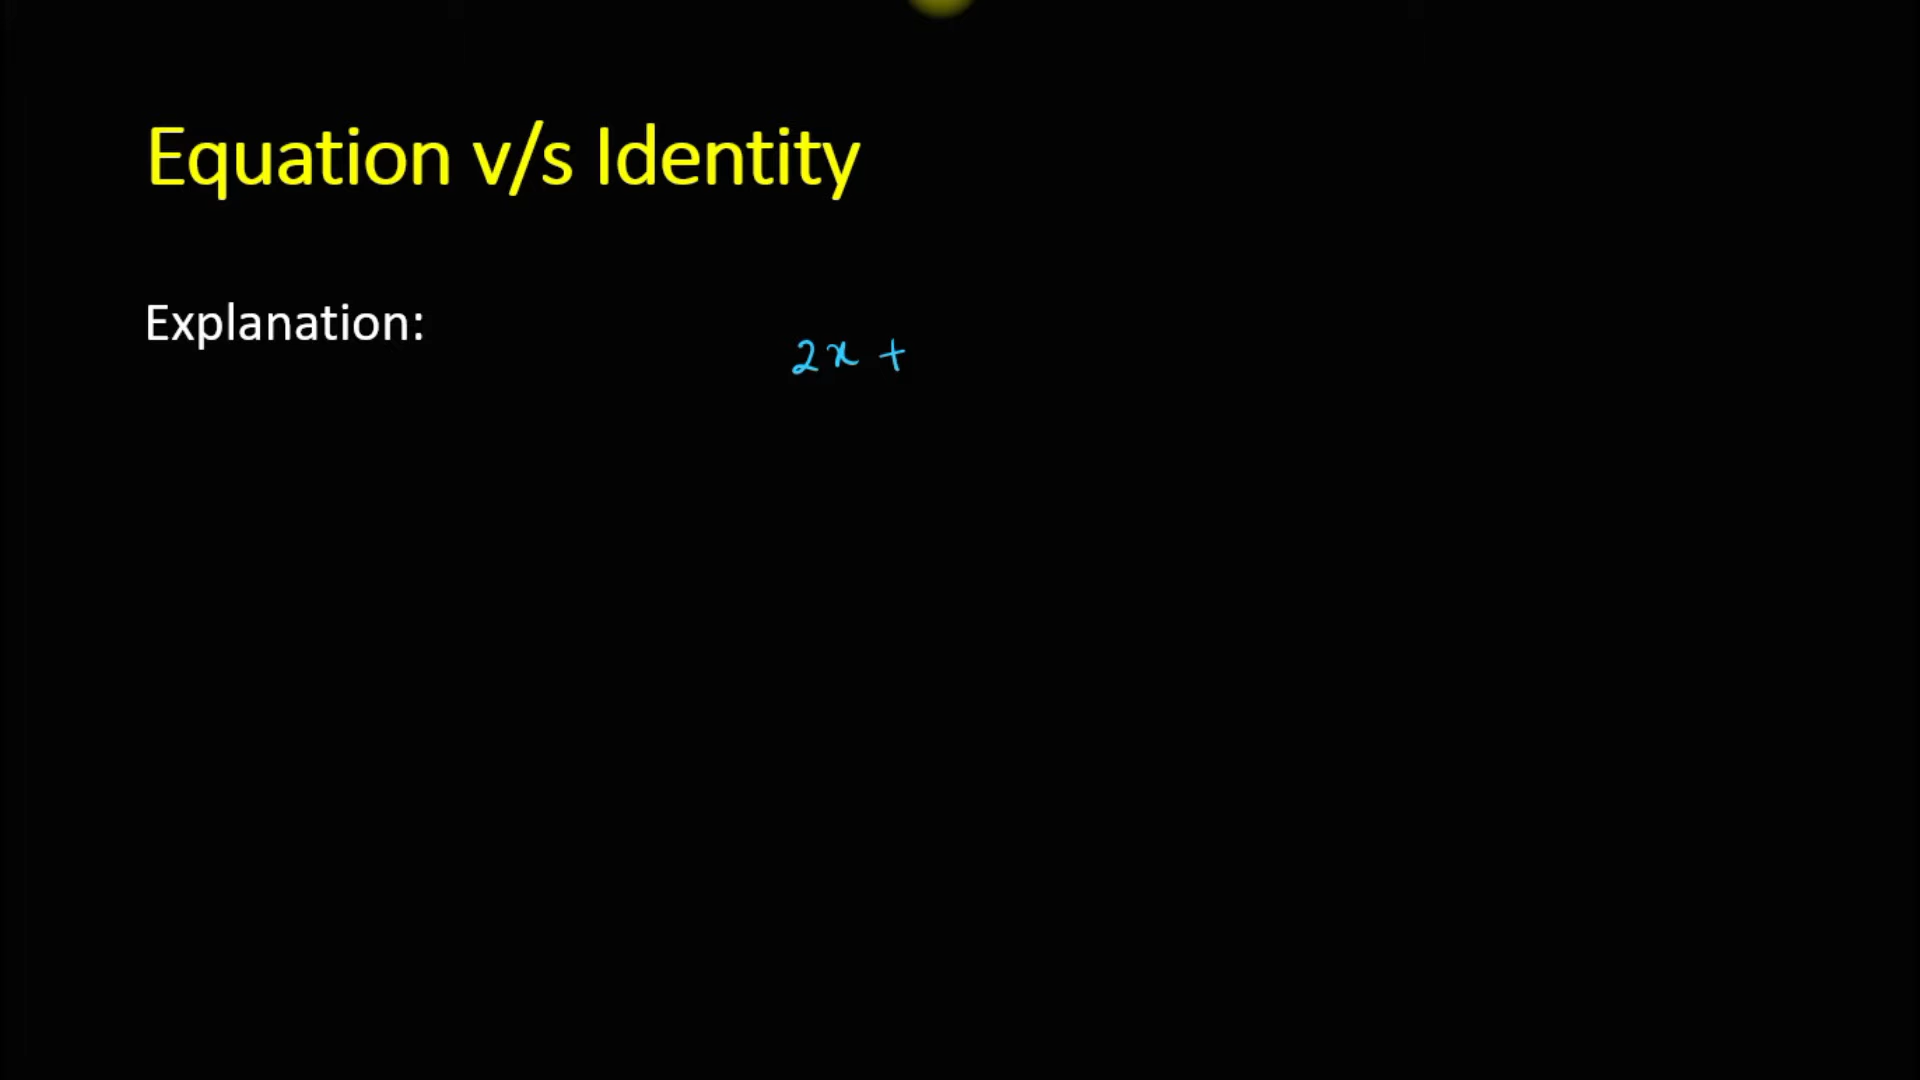 Equation v/s Identity
Explanation:
2x +